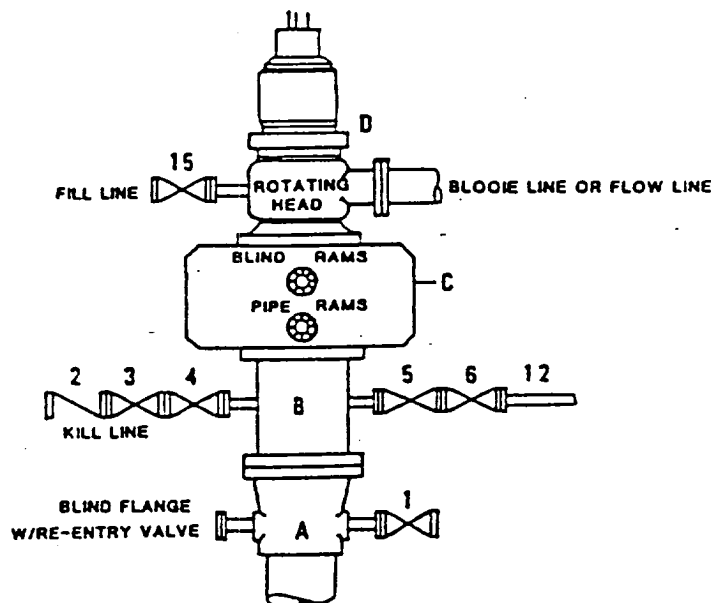 D
15
FILL LINE
ROTATING
HEAD
BLOOIE LINE OR FLOW LINE
BLIND RAMS
C
PIPE RAMS
2 3 4
5 6 12
B
KILL LINE
BLIND FLANGE
W/RE-ENTRY VALVE
A
1